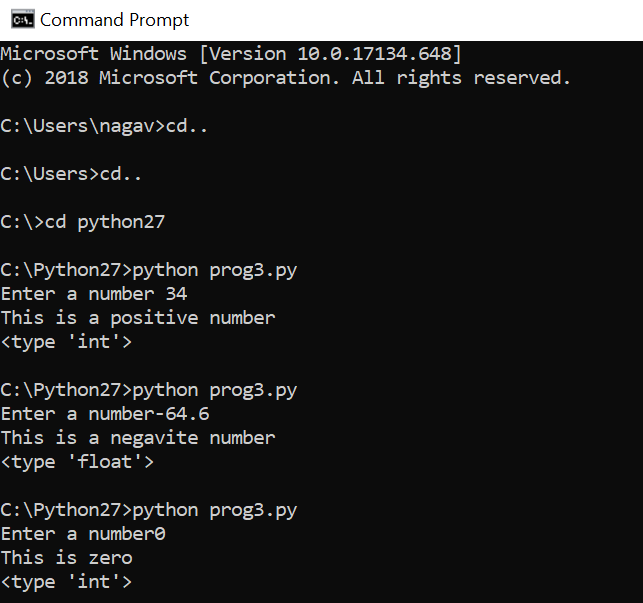 Command Prompt
Microsoft Windows [Version 10.0.17134.648]
(c) 2018 Microsoft Corporation. All rights reserved.
C:\Users\nagav>cd..
C:\Users>cd..
C:\>cd python27
C:\Python27>python prog3.py
Enter a number 34
This is a positive number
<type 'int'>
C:\Python27>python prog3.py
Enter a number-64.6
This is a negavite number
<type 'float'>
C:\Python27>python prog3.py
Enter a number0
This is zero
<type 'int'>